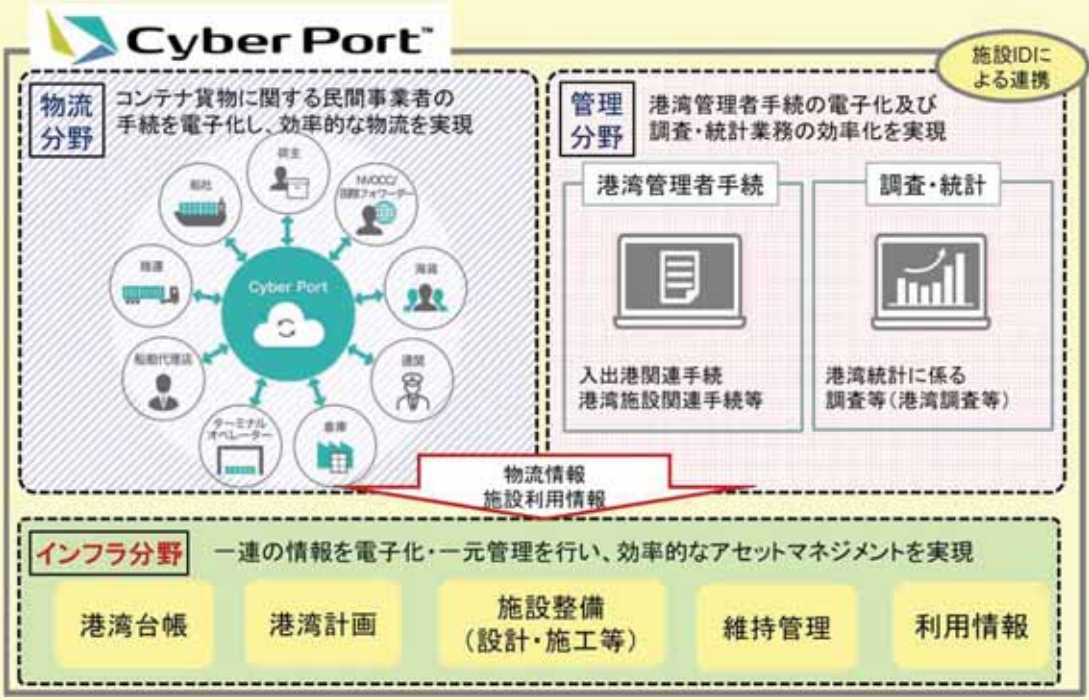 Cyber Port™
施設IDに
よる連携
物流
分野
コンテナ貨物に関する民間事業者の
手続を電子化し、効率的な物流を実現
荷主
船社
NVOCC/
国際フォワーダー
陸運
Cyber Port
海貨
船舶代理店
通関
ターミナル
オペレーター
倉庫
管理
分野
港湾管理者手続の電子化及び
調査・統計業務の効率化を実現
港湾管理者手続
調査・統計
入出港関連手続
港湾施設関連手続等
港湾統計に係る
調査等(港湾調査等)
物流情報
施設利用情報
インフラ分野
一連の情報を電子化・一元管理を行い、効率的なアセットマネジメントを実現
港湾台帳
港湾計画
施設整備
(設計・施工等)
維持管理
利用情報